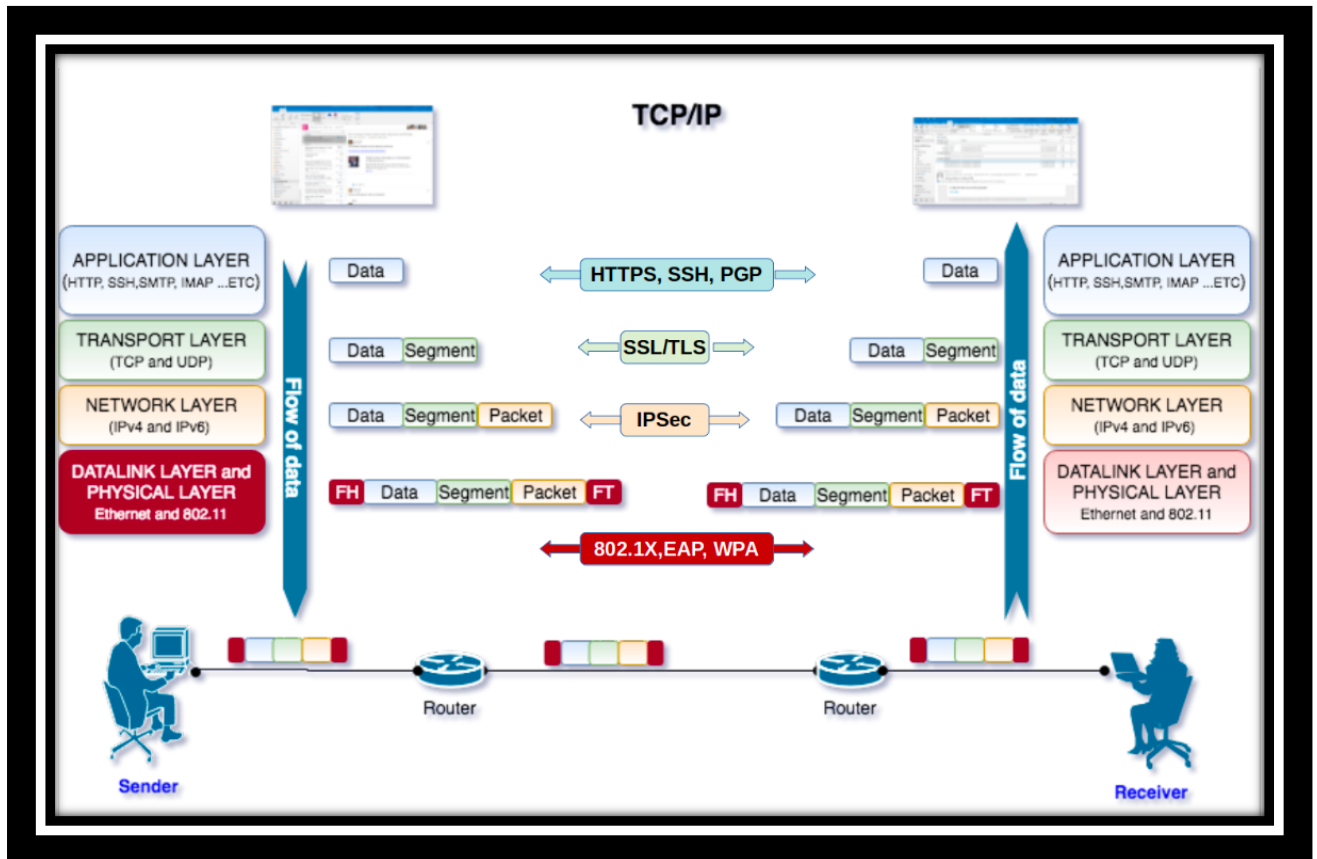 TCP/IP
APPLICATION LAYER
(HTTP, SSH,SMTP, IMAP ...ETC)
TRANSPORT LAYER
(TCP and UDP)
NETWORK LAYER
(IPv4 and IPv6)
DATALINK LAYER and
PHYSICAL LAYER
Ethernet and 802.11
Flow of data
Data
HTTPS, SSH, PGP
Data
Data Segment
SSL/TLS
Data Segment
Data Segment Packet
IPSec
Data Segment Packet
FH Data Segment Packet FT
FH Data Segment Packet FT
802.1X,EAP, WPA
Flow of data
APPLICATION LAYER
(HTTP, SSH,SMTP, IMAP ...ETC)
TRANSPORT LAYER
(TCP and UDP)
NETWORK LAYER
(IPv4 and IPv6)
DATALINK LAYER and
PHYSICAL LAYER
Ethernet and 802.11
Router
Router
Sender
Receiver